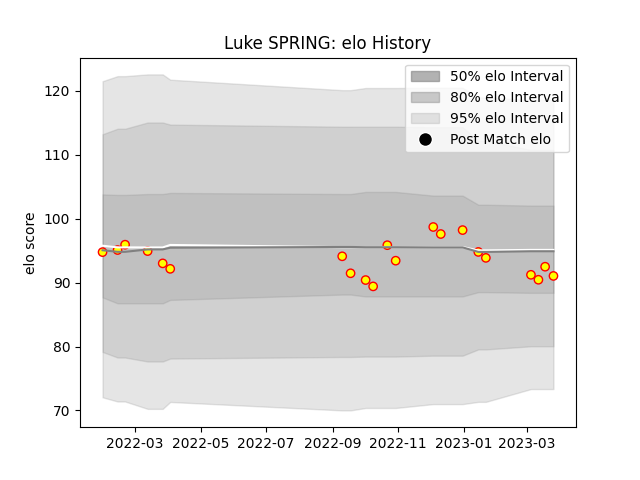 Luke SPRING: elo History
50% elo Interval
80% elo Interval
95% elo Interval
Post Match elo
elo score
120
110
100
90
80
70
2022-03 2022-05 2022-07 2022-09 2022-11 2023-01 2023-03